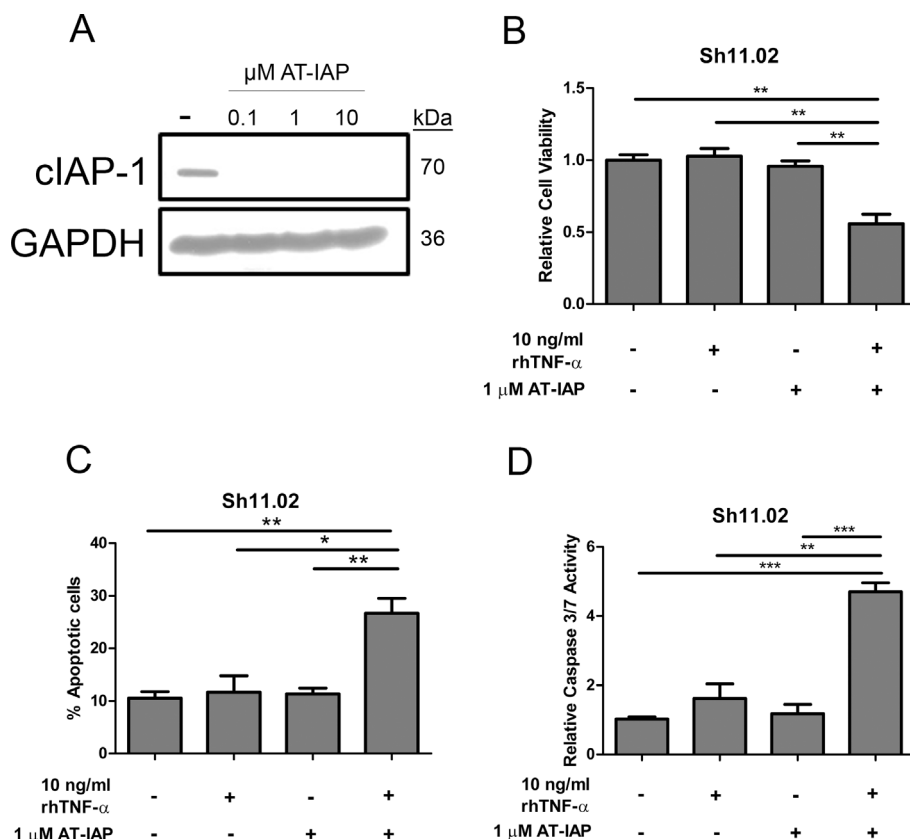 A
µM AT-IAP
- 0.1 1 10 kDa
cIAP-1 70
GAPDH 36
B
Sh11.02
**
**
**
Relative Cell Viability
1.5
1.0
0.5
0.0
10 ng/ml
rhTNF-α - + - +
1 µM AT-IAP - - + +
C
Sh11.02
**
*
**
% Apoptotic cells
40
30
20
10
0
10 ng/ml
rhTNF-α - + - +
1 µM AT-IAP - - + +
D
Sh11.02
***
**
***
Relative Caspase 3/7 Activity
6
4
2
0
10 ng/ml
rhTNF-α - + - +
1 µM AT-IAP - - + +